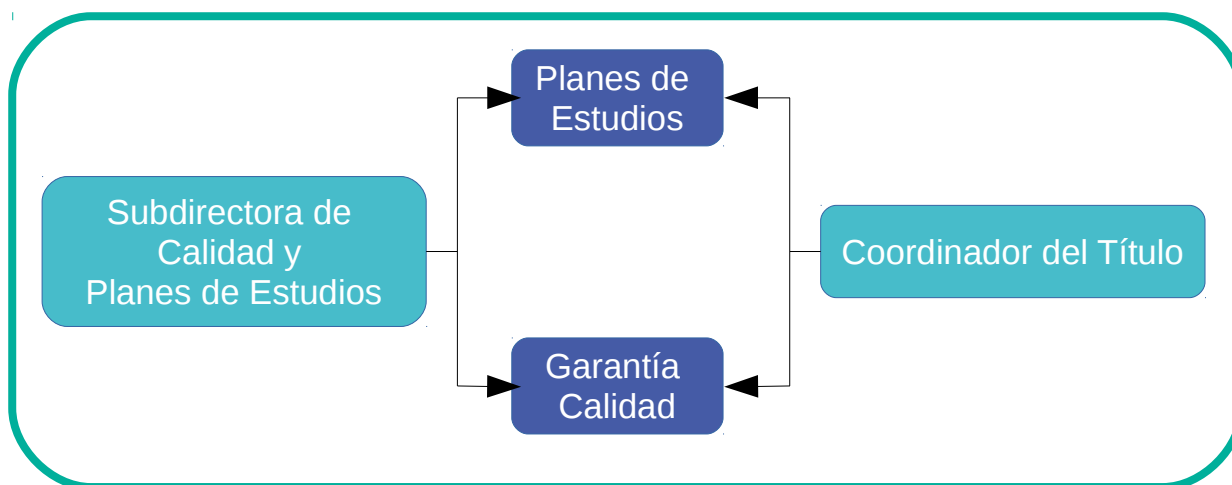 Planes de
Estudios
Subdirectora de
Calidad y
Planes de Estudios
Coordinador del Título
Garantía
Calidad